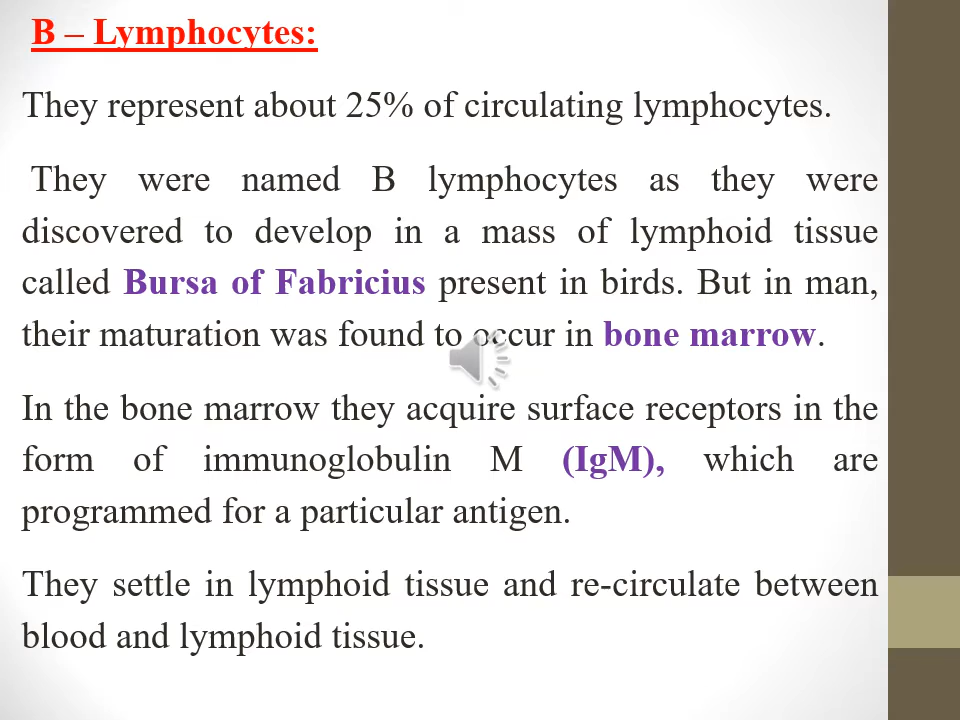 B – Lymphocytes:
They represent about 25% of circulating lymphocytes.
They were named B lymphocytes as they were
discovered to develop in a mass of lymphoid tissue
called Bursa of Fabricius present in birds. But in man,
their maturation was found to occur in bone marrow.
In the bone marrow they acquire surface receptors in the
form of immunoglobulin M (IgM), which are
programmed for a particular antigen.
They settle in lymphoid tissue and re-circulate between
blood and lymphoid tissue.